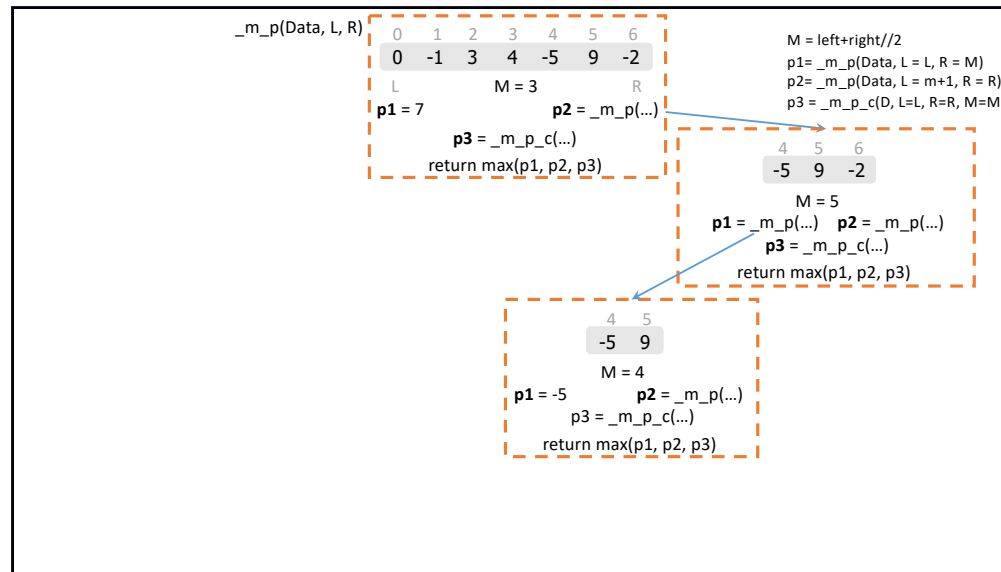 _m_p(Data, L, R)
0 1 2 3 4 5 6
0 -1 3 4 -5 9 -2
L M = 3 R
p1 = 7 p2 = _m_p(...)
p3 = _m_p_c(...)
return max(p1, p2, p3)
M = left+right//2
p1= _m_p(Data, L = L, R = M)
p2= _m_p(Data, L = m+1, R = R)
p3 = _m_p_c(D, L=L, R=R, M=M
4 5 6
-5 9 -2
M = 5
p1 = _m_p(...) p2 = _m_p(...)
p3 = _m_p_c(...)
return max(p1, p2, p3)
4 5
-5 9
M = 4
p1 = -5 p2 = _m_p(...)
p3 = _m_p_c(...)
return max(p1, p2, p3)